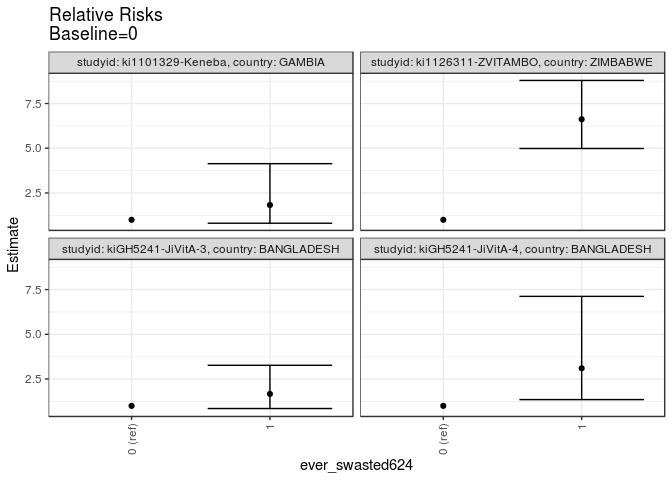 Relative Risks
Baseline=0
studyid: ki1101329-Keneba, country: GAMBIA
studyid: ki1126311-ZVITAMBO, country: ZIMBABWE
7.5
5.0
2.5
studyid: kiGH5241-JiVitA-3, country: BANGLADESH
studyid: kiGH5241-JiVitA-4, country: BANGLADESH
7.5
5.0
2.5
Estimate
0 (ref)
1
0 (ref)
1
ever_swasted624